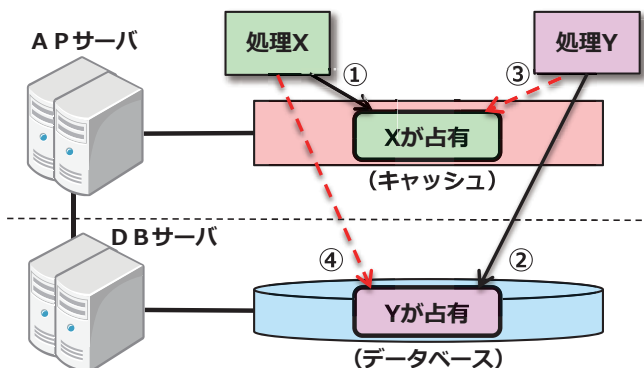 処理X
処理Y
APサーバ
①
③
Xが占有
(キャッシュ)
DBサーバ
④
②
Yが占有
(データベース)